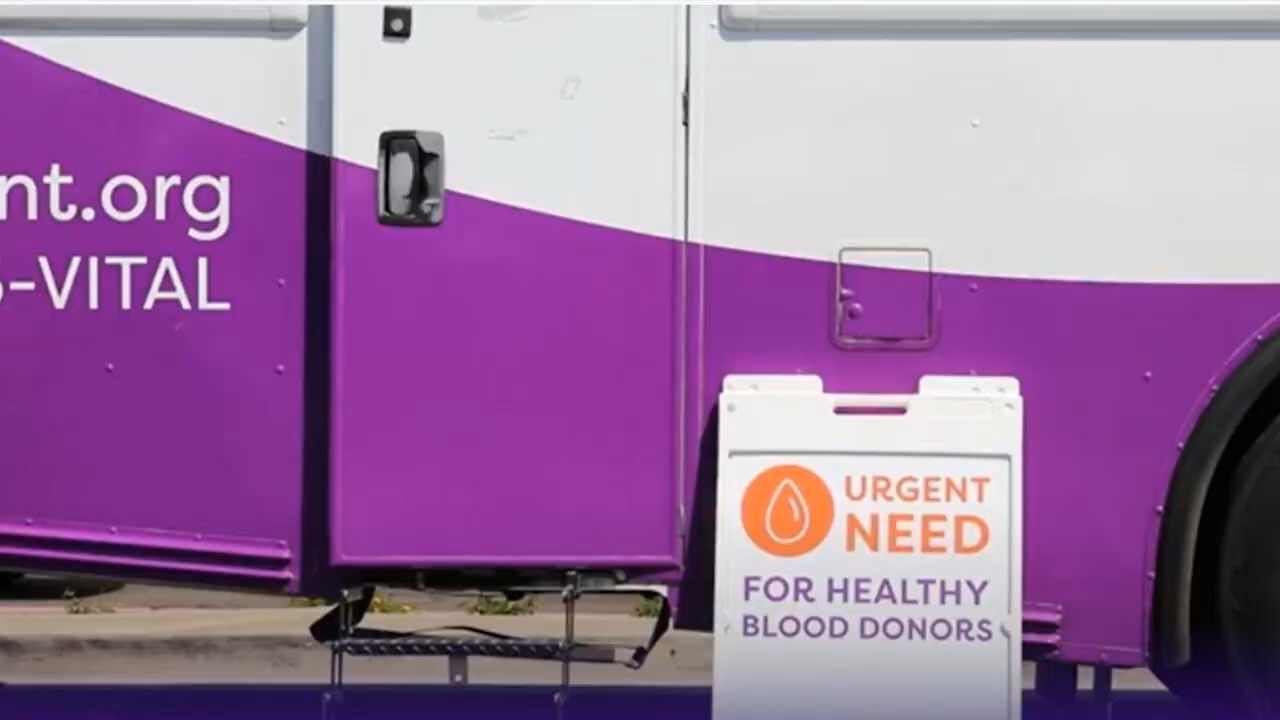 nt.org
-VITAL
URGENT
NEED
FOR HEALTHY
BLOOD DONORS